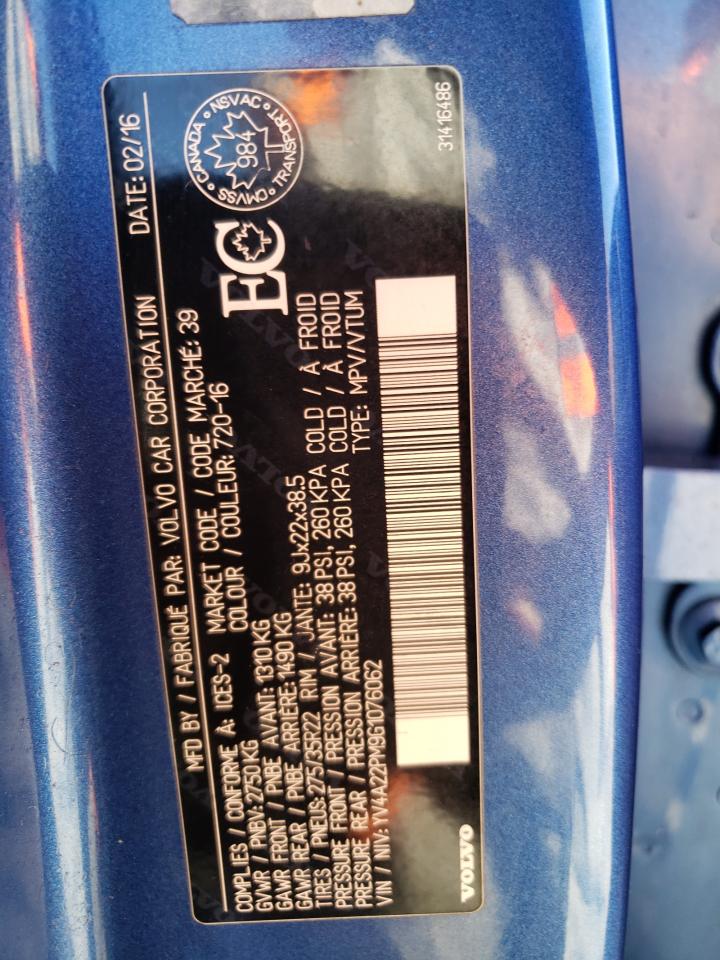 MFD BY / FABRIQUÉ PAR: VOLVO CAR CORPORATION DATE: 02/16
COMPLIES / CONFORME À: ICES-2 MARKET CODE / CODE MARCHÉ: 39
GVWR / PNBV: 2750 KG COLOUR / COULEUR: 720-16
GAWR FRONT / PNBE AVANT: 1310 KG
GAWR REAR / PNBE ARRIÈRE: 1490 KG
TIRES / PNEUS: 275/35R22 RIM / JANTE: 9Jx22x38.5
PRESSURE FRONT / PRESSION AVANT: 38 PSI, 260 KPA COLD / À FROID
PRESSURE REAR / PRESSION ARRIÈRE: 38 PSI, 260 KPA COLD / À FROID
VIN / NIV: YV4A22PM9G1076062 TYPE: MPV/VTUM
CANADA NSVAC TRANSPORT CMVSS
984
EC
31416486
VOLVO